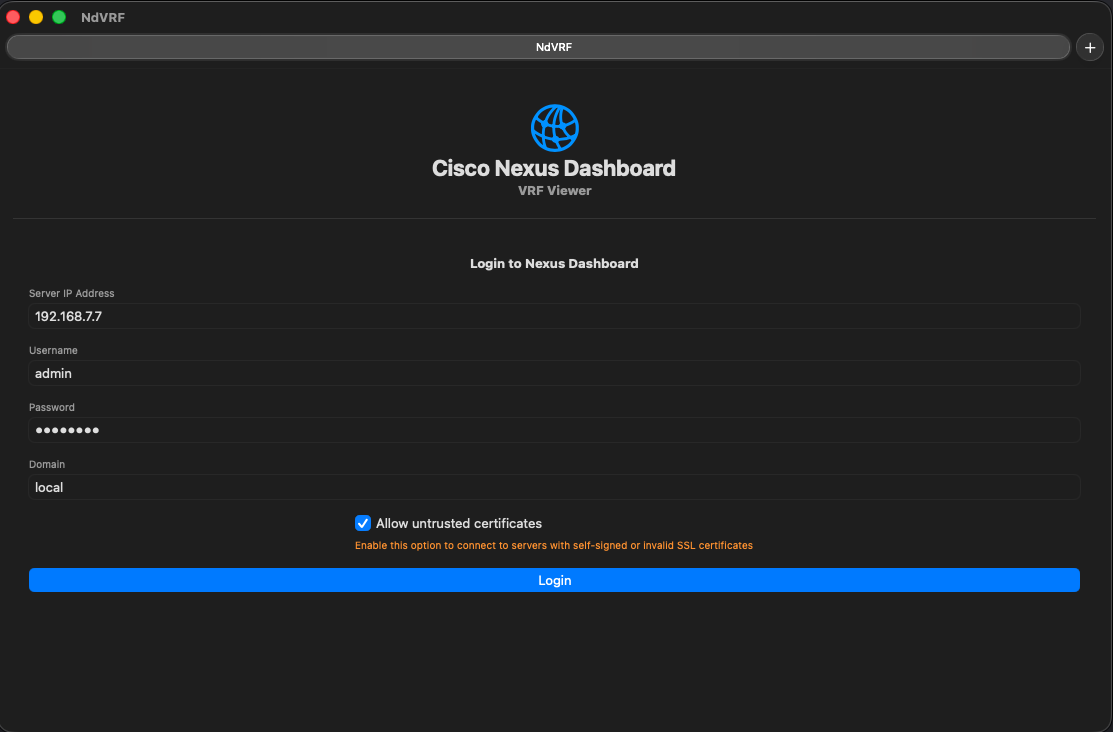 NdVRF
NdVRF
+
Cisco Nexus Dashboard
VRF Viewer
Login to Nexus Dashboard
Server IP Address
192.168.7.7
Username
admin
Password
●●●●●●●●
Domain
local
Allow untrusted certificates
Enable this option to connect to servers with self-signed or invalid SSL certificates
Login